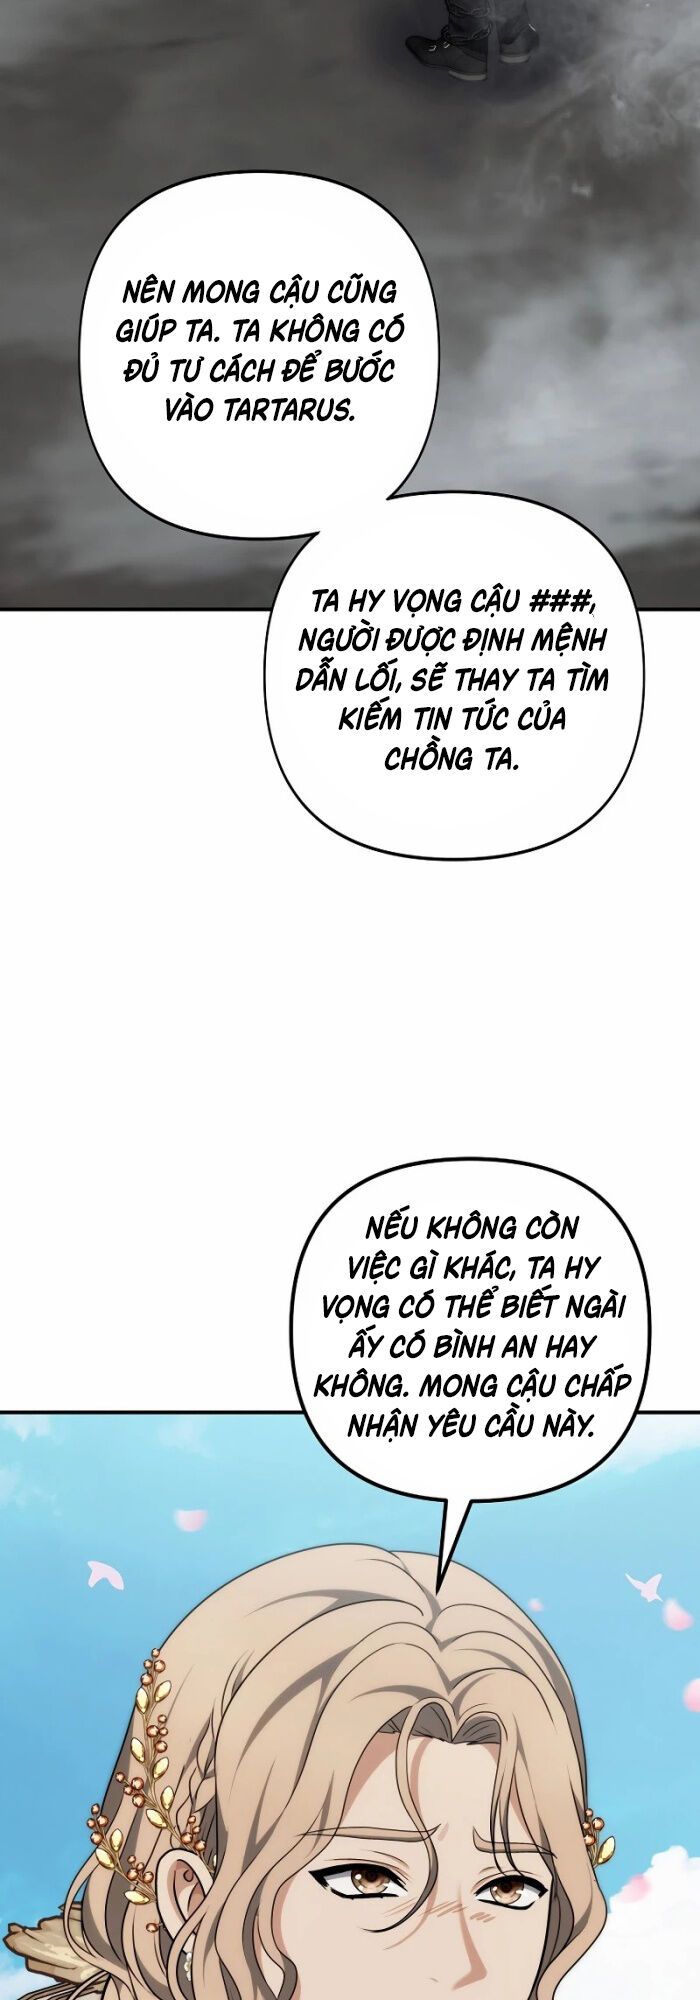 NÊN MONG CẬU CŨNG
GIÚP TA. TA KHÔNG CÓ
ĐỦ TƯ CÁCH ĐỂ BƯỚC
VÀO TARTARUS.
TA HY VỌNG CẬU ###,
NGƯỜI ĐƯỢC ĐỊNH MỆNH
DẪN LỐI, SẼ THAY TA TÌM
KIẾM TIN TỨC CỦA
CHỒNG TA.
NẾU KHÔNG CÒN
VIỆC GÌ KHÁC, TA HY
VỌNG CÓ THỂ BIẾT NGÀI
ẤY CÓ BÌNH AN HAY
KHÔNG. MONG CẬU CHẤP
NHẬN YÊU CẦU NÀY.